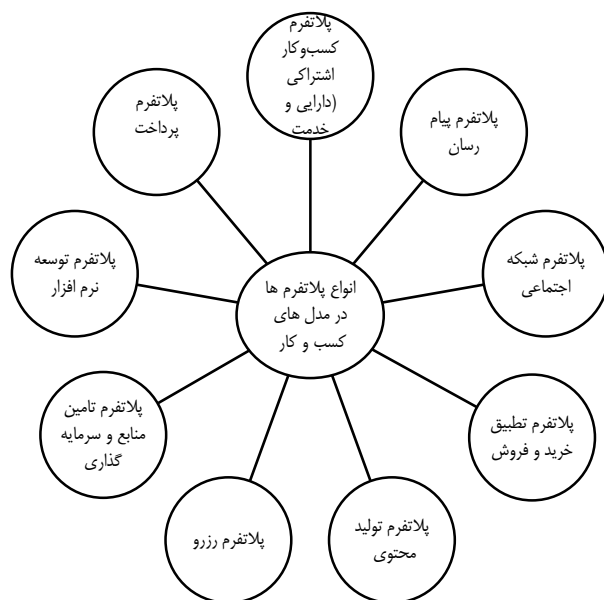 پلاتفرم
کسب‌وکار
اشتراکی
(دارایی و
خدمت
پلاتفرم پیام
رسان
پلاتفرم شبکه
اجتماعی
پلاتفرم تطبیق
خرید و فروش
پلاتفرم تولید
محتوی
پلاتفرم رزرو
پلاتفرم تامین
منابع و سرمایه
گذاری
پلاتفرم توسعه
نرم افزار
پلاتفرم
پرداخت
انواع پلاتفرم ها
در مدل های
کسب و کار